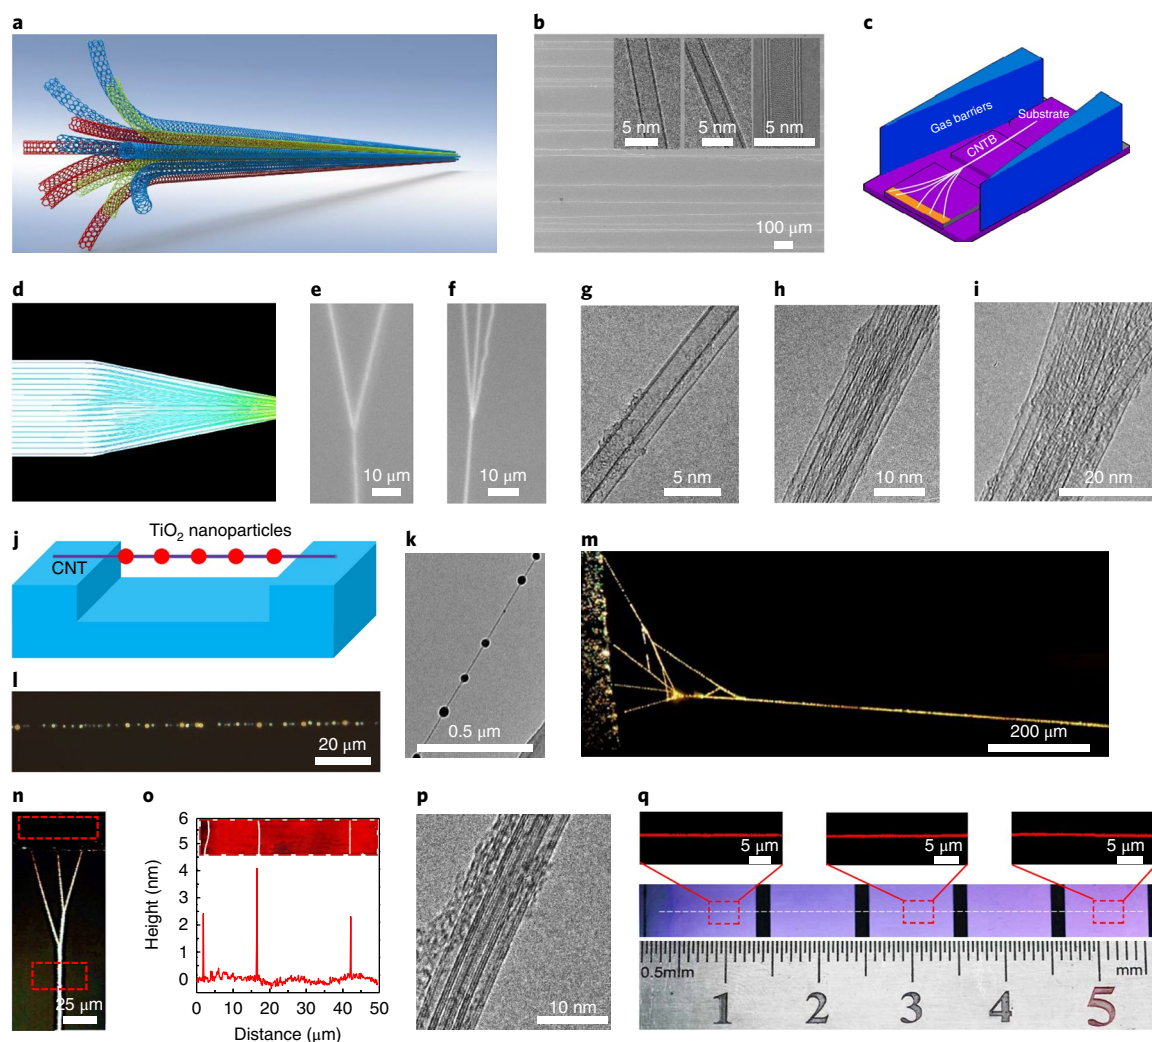 a
b
c
5 nm
5 nm
5 nm
100 μm
Gas barriers
Substrate
CNTB
d
e
f
g
h
i
10 μm
10 μm
5 nm
10 nm
20 nm
j
TiO2 nanoparticles
CNT
k
0.5 μm
l
20 μm
m
200 μm
n
25 μm
o
6
5
4
3
2
1
0
Height (nm)
0 10 20 30 40 50
Distance (μm)
p
10 nm
q
5 μm
5 μm
5 μm
0.5mm
mm
1 2 3 4 5